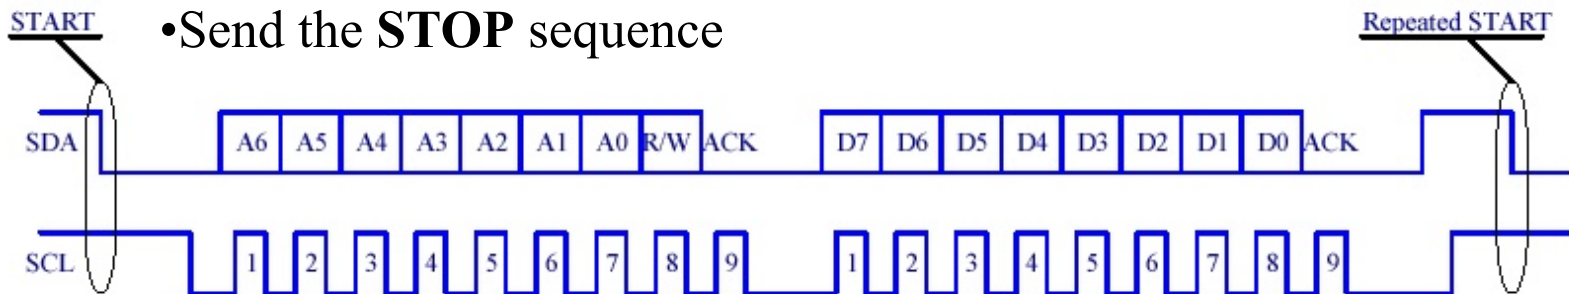 START
•Send the STOP sequence
Repeated START
SDA A6 A5 A4 A3 A2 A1 A0 R/W ACK D7 D6 D5 D4 D3 D2 D1 D0 ACK
SCL 1 2 3 4 5 6 7 8 9 1 2 3 4 5 6 7 8 9